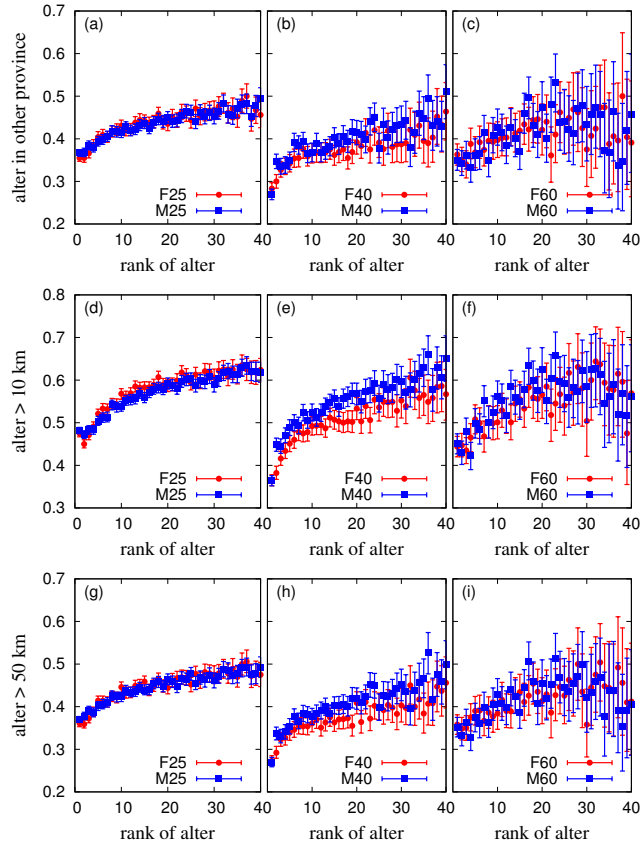 alter in other province
0.7
0.6
0.5
0.4
0.3
0.2
(a) (b) (c)
F25 F40 F60
M25 M40 M60
0 10 20 30 40 0 10 20 30 40 0 10 20 30 40
rank of alter rank of alter rank of alter
alter > 10 km
0.8
0.7
0.6
0.5
0.4
0.3
(d) (e) (f)
F25 F40 F60
M25 M40 M60
0 10 20 30 40 0 10 20 30 40 0 10 20 30 40
rank of alter rank of alter rank of alter
alter > 50 km
0.7
0.6
0.5
0.4
0.3
0.2
(g) (h) (i)
F25 F40 F60
M25 M40 M60
0 10 20 30 40 0 10 20 30 40 0 10 20 30 40
rank of alter rank of alter rank of alter